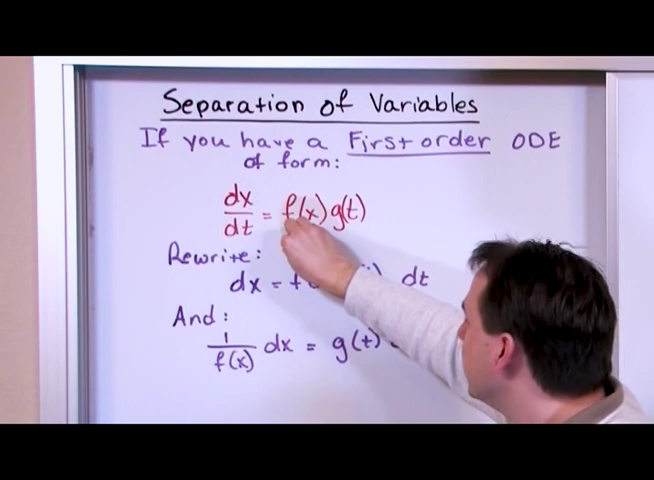 Separation of Variables
If you have a First order ODE
of form:
dx/dt = f(x) g(t)
Rewrite:
dx = dt
And:
1/f(x) dx = g(t)